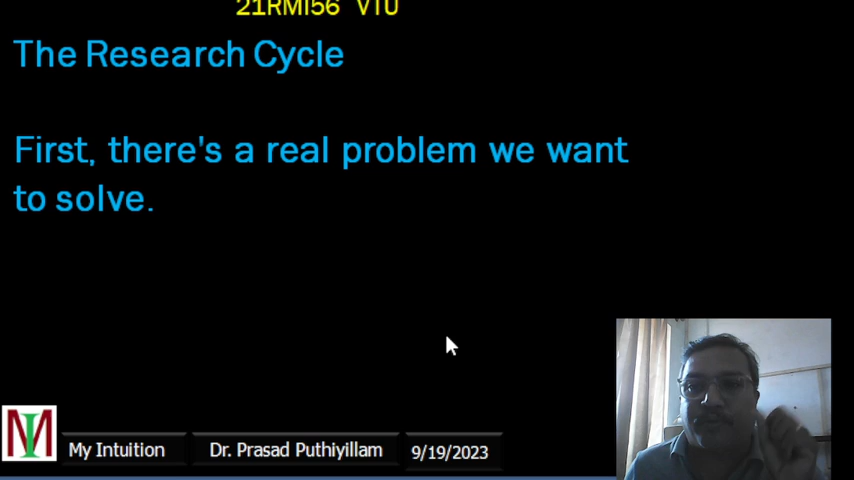 21RMI56 VTU
The Research Cycle
First, there's a real problem we want
to solve.
MI
My Intuition
Dr. Prasad Puthiyillam
9/19/2023